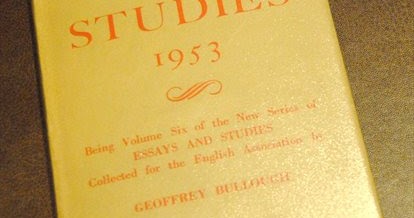 STUDIES
1953
Being Volume Six of the New Series of
ESSAYS AND STUDIES
Collected for the English Association by
GEOFFREY BULLOUGH